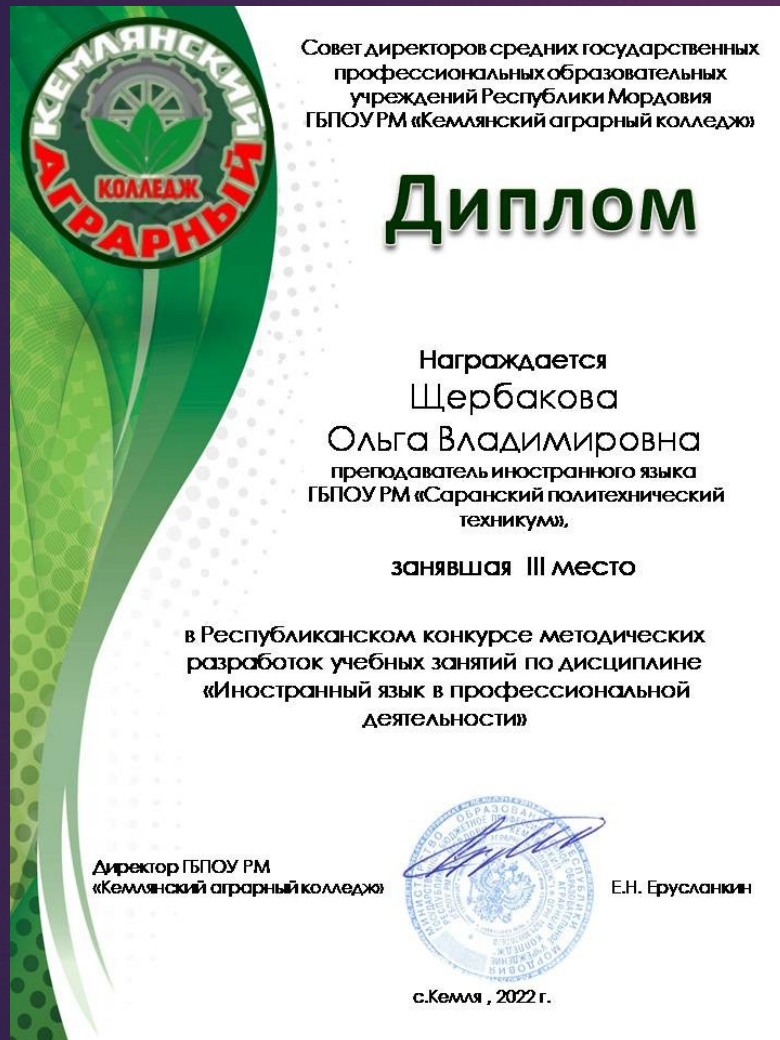 КЕМЛЯНСКИЙ
АГРАРНЫЙ
КОЛЛЕДЖ
Совет директоров средних государственных
профессиональных образовательных
учреждений Республики Мордовия
ГБПОУ РМ «Кемлянский аграрный колледж»
Диплом
Награждается
Щербакова
Ольга Владимировна
преподаватель иностранного языка
ГБПОУ РМ «Саранский политехнический
техникум»,
занявшая III место
в Республиканском конкурсе методических
разработок учебных занятий по дисциплине
«Иностранный язык в профессиональной
деятельности»
Директор ГБПОУ РМ
«Кемлянский аграрный колледж»
Е.Н. Ерусланкин
с.Кемля , 2022 г.